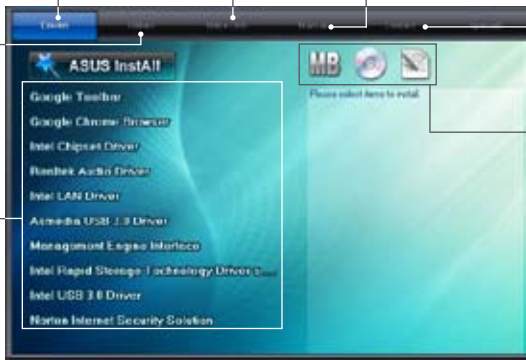 Drivers
Manual
ASUS InstAll
MB
Please select items to install.
Google Toolbar
Google Chrome Browser
Intel Chipset Driver
Realtek Audio Driver
Intel LAN Driver
Asmedia USB 3.0 Driver
Management Engine Interface
Intel Rapid Storage Technology Driver s....
Intel USB 3.0 Driver
Norton Internet Security Solution